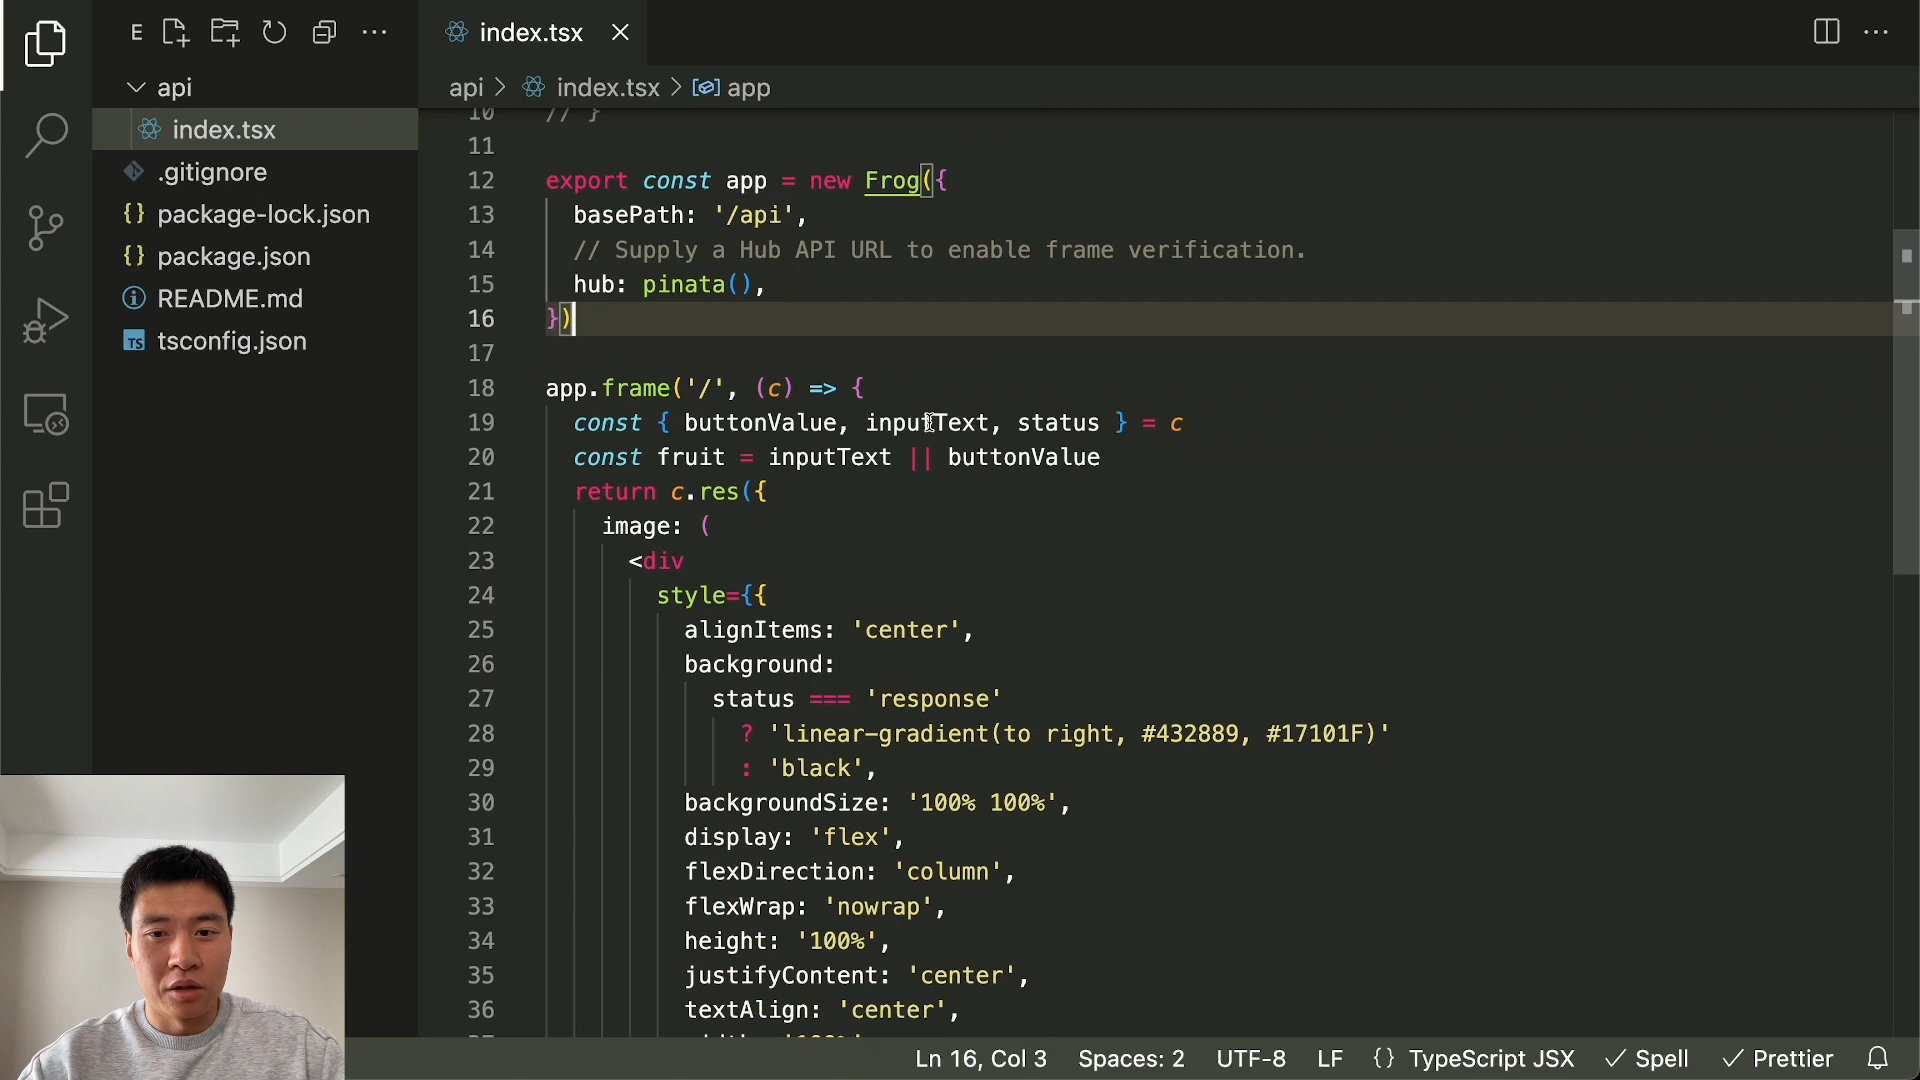 E
index.tsx
api
api > index.tsx > app
index.tsx
.gitignore
package-lock.json
package.json
README.md
TS tsconfig.json
10 // }
11
12 export const app = new Frog({
13 basePath: '/api',
14 // Supply a Hub API URL to enable frame verification.
15 hub: pinata(),
16 })
17
18 app.frame('/', (c) => {
19 const { buttonValue, inputText, status } = c
20 const fruit = inputText || buttonValue
21 return c.res({
22 image: (
23 <div
24 style={{
25 alignItems: 'center',
26 background:
27 status === 'response'
28 ? 'linear-gradient(to right, #432889, #17101F)'
29 : 'black',
30 backgroundSize: '100% 100%',
31 display: 'flex',
32 flexDirection: 'column',
33 flexWrap: 'nowrap',
34 height: '100%',
35 justifyContent: 'center',
36 textAlign: 'center',
Ln 16, Col 3 Spaces: 2 UTF-8 LF {} TypeScript JSX Spell Prettier